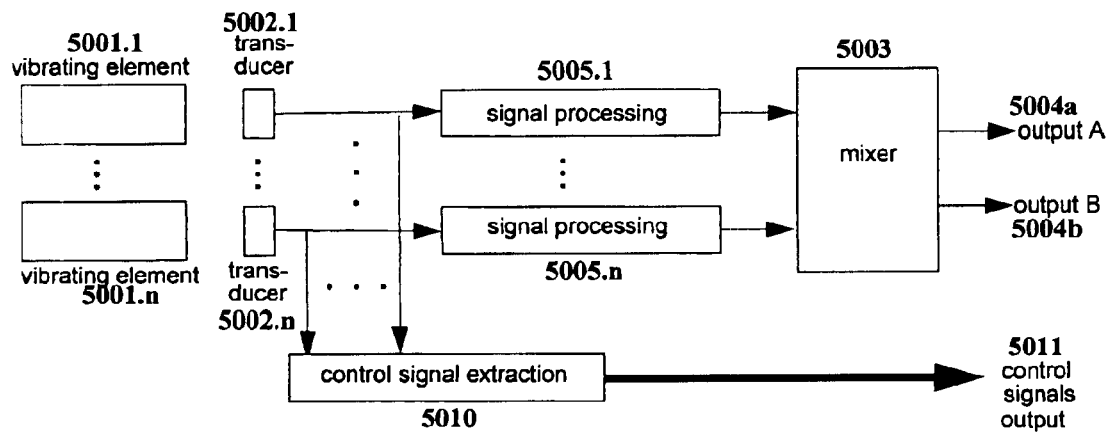 5001.1
vibrating element
5002.1
trans-
ducer
5005.1
signal processing
5003
mixer
5004a
output A
output B
5004b
signal processing
5005.n
vibrating element
5001.n
trans-
ducer
5002.n
control signal extraction
5010
5011
control
signals
output